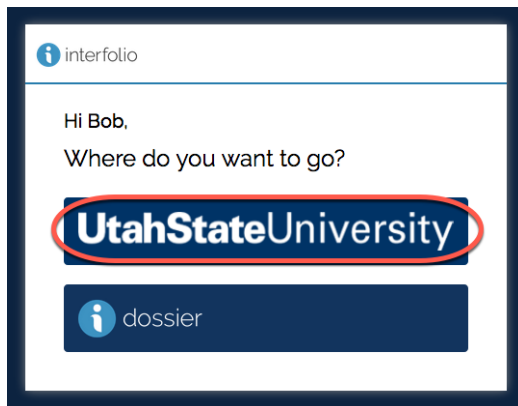 interfolio
Hi Bob,
Where do you want to go?
UtahStateUniversity
dossier